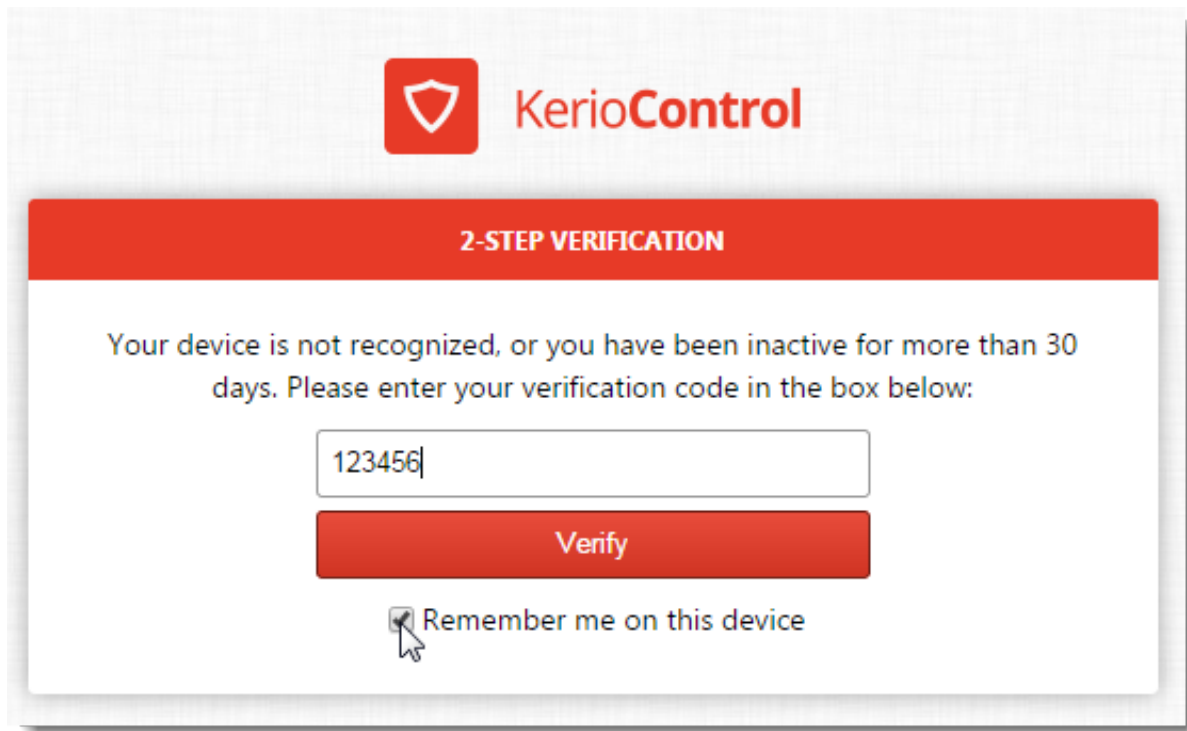 KerioControl
2-STEP VERIFICATION
Your device is not recognized, or you have been inactive for more than 30
days. Please enter your verification code in the box below:
123456
Verify
Remember me on this device